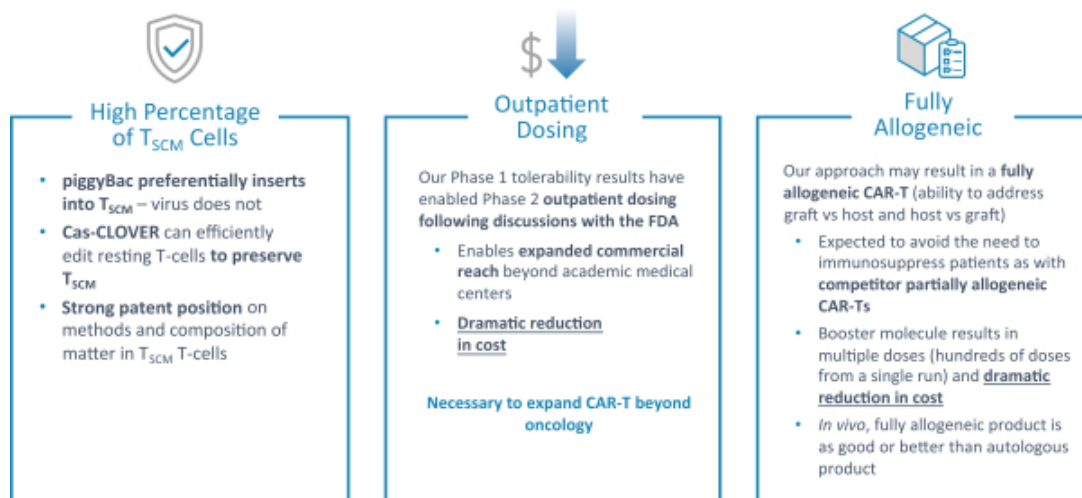 High Percentage
of TSCM Cells
• piggyBac preferentially inserts
into TSCM – virus does not
• Cas-CLOVER can efficiently
edit resting T-cells to preserve
TSCM
• Strong patent position on
methods and composition of
matter in TSCM T-cells
$
Outpatient
Dosing
Our Phase 1 tolerability results have
enabled Phase 2 outpatient dosing
following discussions with the FDA
• Enables expanded commercial
reach beyond academic medical
centers
• Dramatic reduction
in cost
Necessary to expand CAR-T beyond
oncology
Fully
Allogeneic
Our approach may result in a fully
allogeneic CAR-T (ability to address
graft vs host and host vs graft)
• Expected to avoid the need to
immunosuppress patients as with
competitor partially allogeneic
CAR-Ts
• Booster molecule results in
multiple doses (hundreds of doses
from a single run) and dramatic
reduction in cost
• In vivo, fully allogeneic product is
as good or better than autologous
product